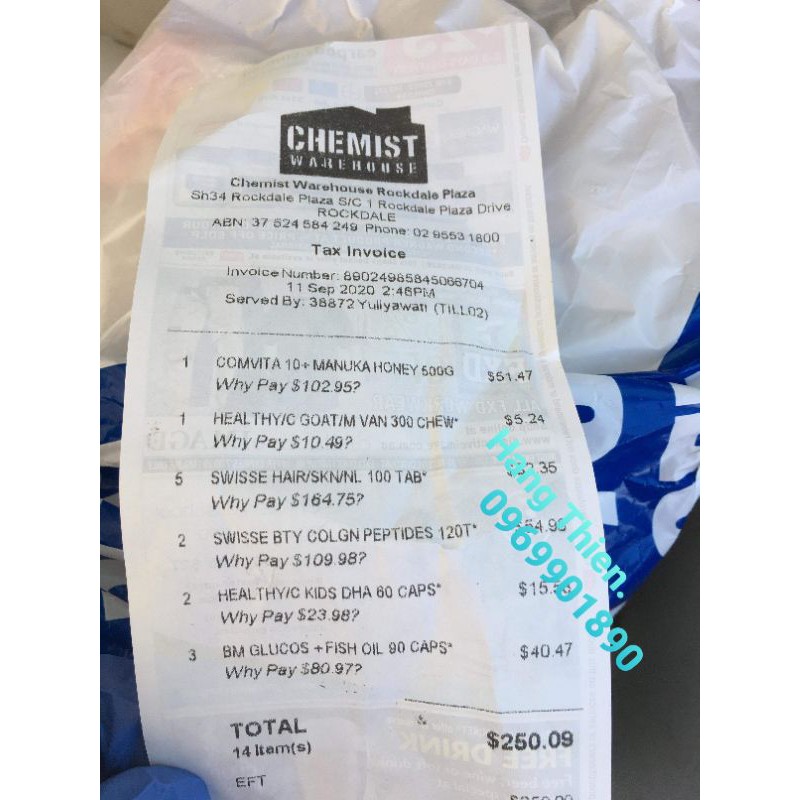 CHEMIST
WAREHOUSE
Chemist Warehouse Rockdale Plaza
Sh34 Rockdale Plaza S/C 1 Rockdale Plaza Drive
ROCKDALE
ABN: 37 524 584 249 Phone: 02 9553 1800
Tax Invoice
Invoice Number: 89024985845066704
11 Sep 2020 2:46PM
Served By: 38872 Yuliyawati (TILL02)
1 COMVITA 10+ MANUKA HONEY 500G $51.47
Why Pay $102.95?
1 HEALTHY/C GOAT/M VAN 300 CHEW* $5.24
Why Pay $10.49?
5 SWISSE HAIR/SKN/NL 100 TAB*
Why Pay $164.75?
2 SWISSE BTY COLGN PEPTIDES 120T*
Why Pay $109.98?
2 HEALTHY/C KIDS DHA 60 CAPS*
Why Pay $23.98?
3 BM GLUCOS +FISH OIL 90 CAPS* $40.47
Why Pay $80.97?
TOTAL $250.09
14 Item(s)
EFT
Hang Thien.
0969901890
FREE DRINK